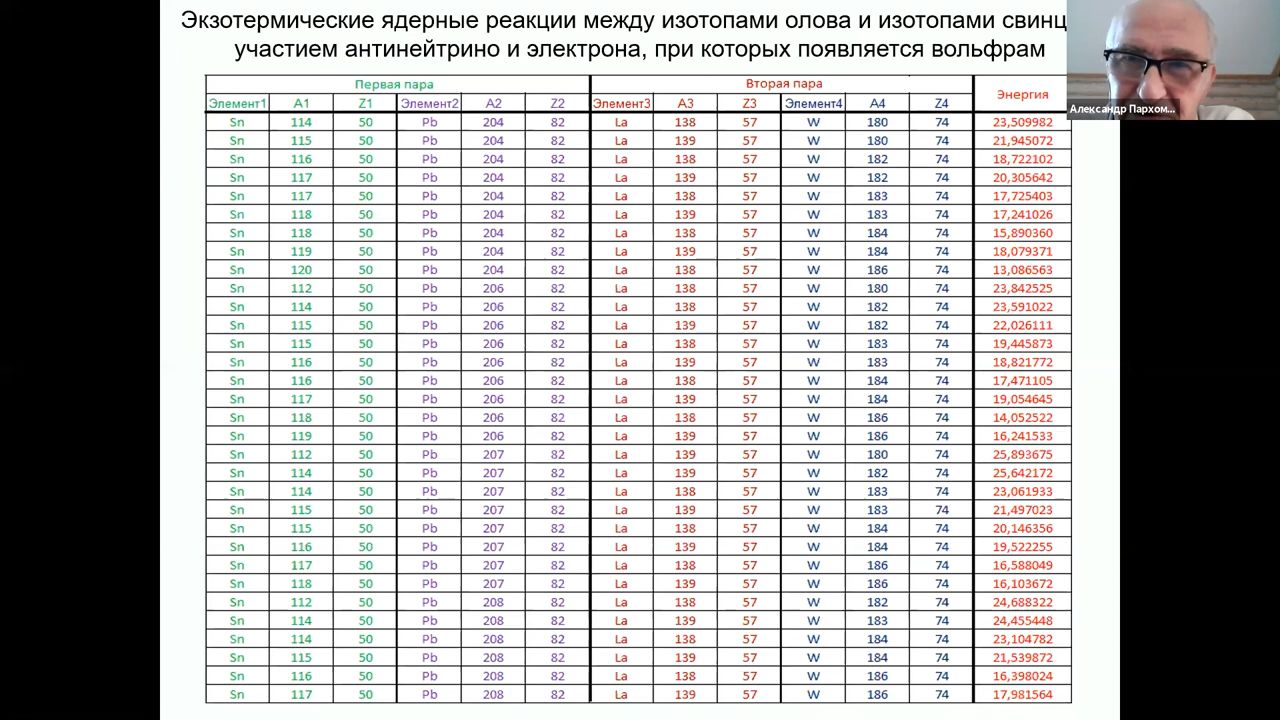 Экзотермические ядерные реакции между изотопами олова и изотопами свинц
участием антинейтрино и электрона, при которых появляется вольфрам
Александр Пархом...
Первая пара Вторая пара Энергия
Элемент1 A1 Z1 Элемент2 A2 Z2 Элемент3 A3 Z3 Элемент4 A4 Z4
Sn 114 50 Pb 204 82 La 138 57 W 180 74 23,509982
Sn 115 50 Pb 204 82 La 139 57 W 180 74 21,945072
Sn 116 50 Pb 204 82 La 138 57 W 182 74 18,722102
Sn 117 50 Pb 204 82 La 139 57 W 182 74 20,305642
Sn 117 50 Pb 204 82 La 138 57 W 183 74 17,725403
Sn 118 50 Pb 204 82 La 139 57 W 183 74 17,241026
Sn 118 50 Pb 204 82 La 138 57 W 184 74 15,890360
Sn 119 50 Pb 204 82 La 139 57 W 184 74 18,079371
Sn 120 50 Pb 204 82 La 138 57 W 186 74 13,086563
Sn 112 50 Pb 206 82 La 138 57 W 180 74 23,842525
Sn 114 50 Pb 206 82 La 138 57 W 182 74 23,591022
Sn 115 50 Pb 206 82 La 139 57 W 182 74 22,026111
Sn 115 50 Pb 206 82 La 138 57 W 183 74 19,445873
Sn 116 50 Pb 206 82 La 139 57 W 183 74 18,821772
Sn 116 50 Pb 206 82 La 138 57 W 184 74 17,471105
Sn 117 50 Pb 206 82 La 139 57 W 184 74 19,054645
Sn 118 50 Pb 206 82 La 138 57 W 186 74 14,052522
Sn 119 50 Pb 206 82 La 139 57 W 186 74 16,241533
Sn 112 50 Pb 207 82 La 139 57 W 180 74 25,893675
Sn 114 50 Pb 207 82 La 139 57 W 182 74 25,642172
Sn 114 50 Pb 207 82 La 138 57 W 183 74 23,061933
Sn 115 50 Pb 207 82 La 139 57 W 183 74 21,497023
Sn 115 50 Pb 207 82 La 138 57 W 184 74 20,146356
Sn 116 50 Pb 207 82 La 139 57 W 184 74 19,522255
Sn 117 50 Pb 207 82 La 138 57 W 186 74 16,588049
Sn 118 50 Pb 207 82 La 139 57 W 186 74 16,103672
Sn 112 50 Pb 208 82 La 138 57 W 182 74 24,688322
Sn 114 50 Pb 208 82 La 139 57 W 183 74 24,455448
Sn 114 50 Pb 208 82 La 138 57 W 184 74 23,104782
Sn 115 50 Pb 208 82 La 139 57 W 184 74 21,539872
Sn 116 50 Pb 208 82 La 138 57 W 186 74 16,398024
Sn 117 50 Pb 208 82 La 139 57 W 186 74 17,981564